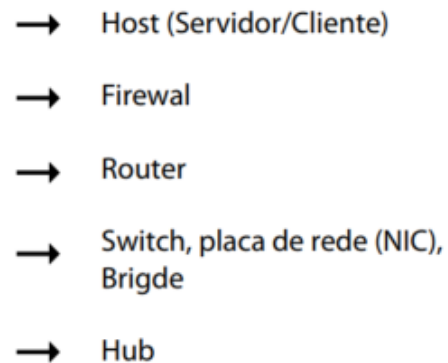 Host (Servidor/Cliente)
Firewal
Router
Switch, placa de rede (NIC),
Brigde
Hub